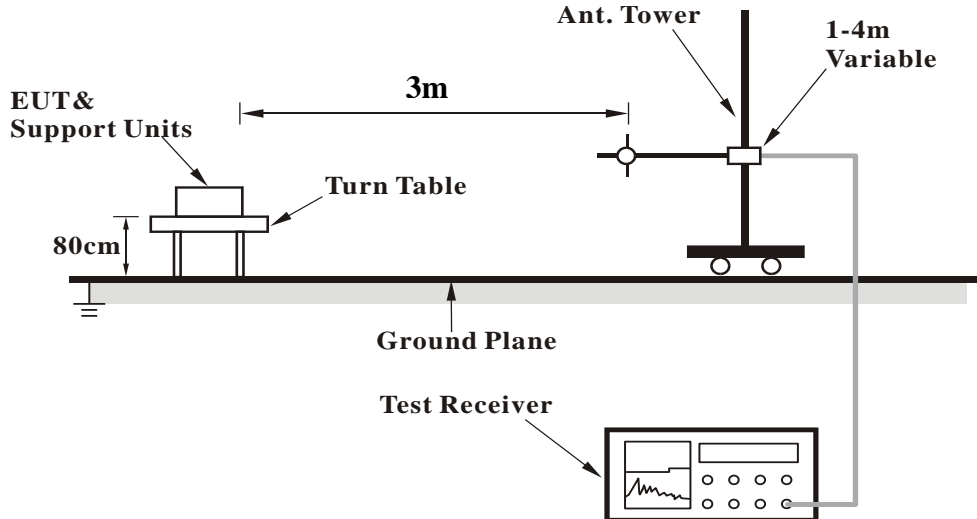 Ant. Tower
1-4m
Variable
3m
EUT&
Support Units
Turn Table
80cm
Ground Plane
Test Receiver